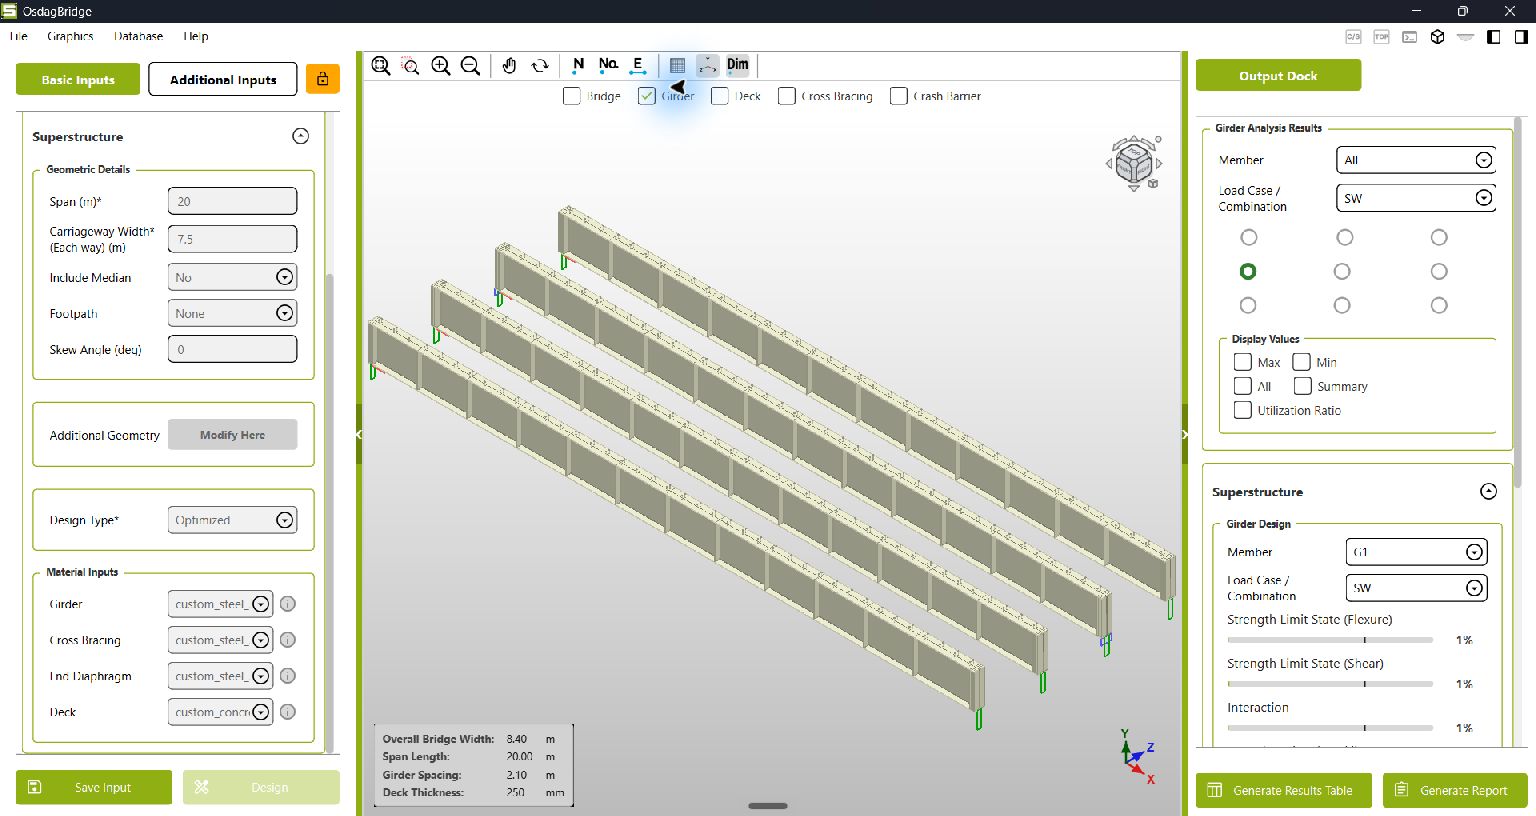 OsdagBridge
File Graphics Database Help
C/S TOP
Basic Inputs Additional Inputs
Output Dock
N No. E Dim
Bridge Girder Deck Cross Bracing Crash Barrier
Superstructure
Geometric Details
Span (m)* 20
Carriageway Width* 7.5
(Each way) (m)
Include Median No
Footpath None
Skew Angle (deg) 0
Additional Geometry Modify Here
Design Type* Optimized
Material Inputs
Girder custom_steel_
Cross Bracing custom_steel_
End Diaphragm custom_steel_
Deck custom_concr
Save Input Design
Overall Bridge Width: 8.40 m
Span Length: 20.00 m
Girder Spacing: 2.10 m
Deck Thickness: 250 mm
Y
Z
X
Girder Analysis Results
Member All
Load Case / SW
Combination
Display Values
Max Min
All Summary
Utilization Ratio
Superstructure
Girder Design
Member G1
Load Case / SW
Combination
Strength Limit State (Flexure)
1%
Strength Limit State (Shear)
1%
Interaction
1%
Generate Results Table Generate Report